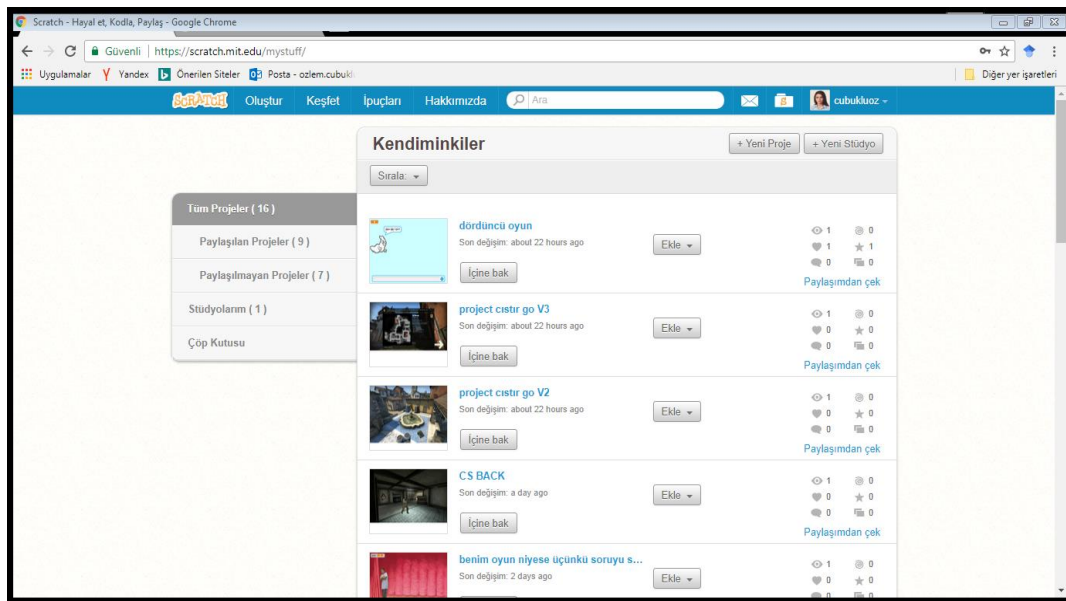 Scratch - Hayal et, Kodla, Paylaş - Google Chrome
Güvenli | https://scratch.mit.edu/mystuff/
Uygulamalar Yandex Önerilen Siteler Posta - ozlem.cubukl Diğer yer işaretleri
SCRATCH Oluştur Keşfet İpuçları Hakkımızda Ara cubukluoz
Kendiminkiler + Yeni Proje + Yeni Stüdyo
Sırala:
Tüm Projeler ( 16 )
Paylaşılan Projeler ( 9 )
Paylaşılmayan Projeler ( 7 )
Stüdyolarım ( 1 )
Çöp Kutusu
dördüncü oyun
Son değişim: about 22 hours ago
İçine bak
Ekle
1 0
1 1
0 0
Paylaşımdan çek
project cıstır go V3
Son değişim: about 22 hours ago
İçine bak
Ekle
1 0
0 0
0 0
Paylaşımdan çek
project cıstır go V2
Son değişim: about 22 hours ago
İçine bak
Ekle
1 0
0 0
0 0
Paylaşımdan çek
CS BACK
Son değişim: a day ago
İçine bak
Ekle
1 0
0 0
0 0
Paylaşımdan çek
benim oyun niyese üçünkü soruyu s...
Son değişim: 2 days ago
Ekle
1 0
0 0
0 0